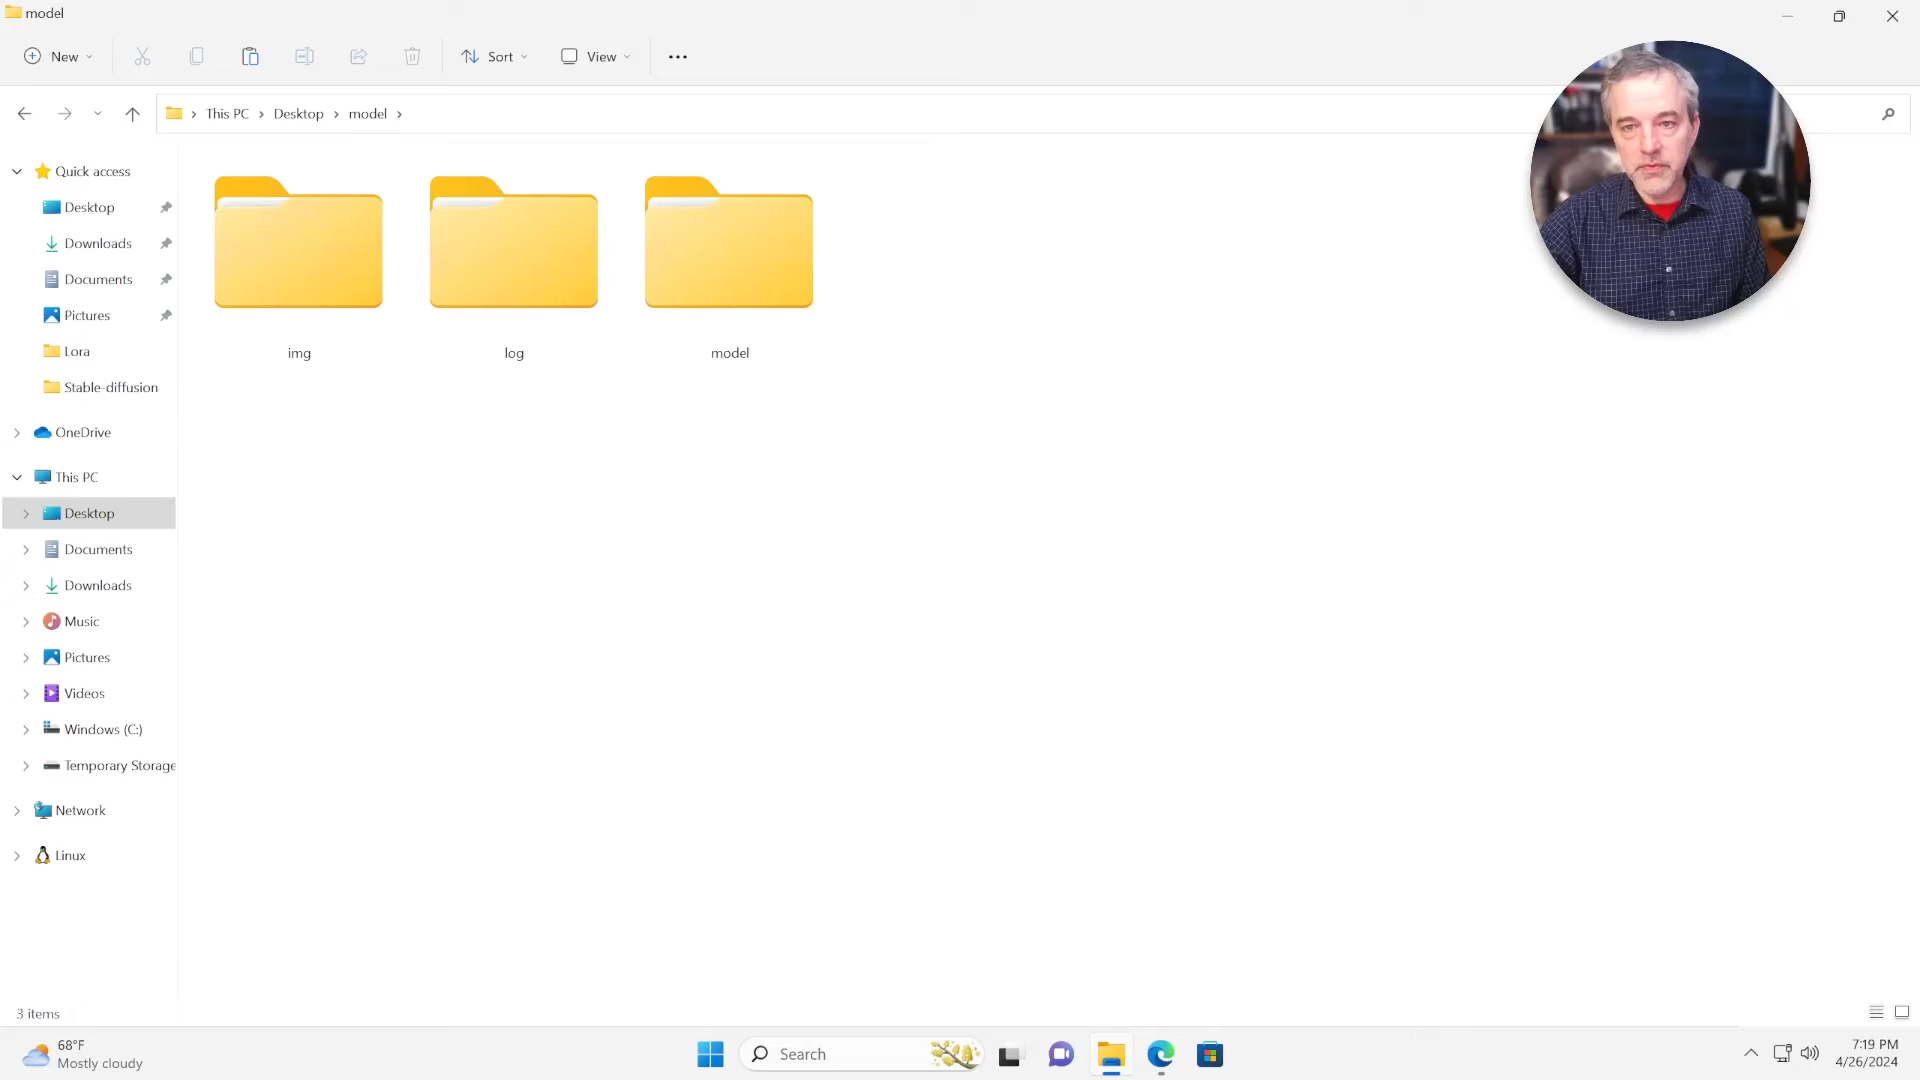 model
New
Sort
View
This PC
Desktop
model
Quick access
Desktop
Downloads
Documents
Pictures
Lora
Stable-diffusion
OneDrive
This PC
Desktop
Documents
Downloads
Music
Pictures
Videos
Windows (C:)
Temporary Storage
Network
Linux
img
log
model
3 items
68°F
Mostly cloudy
Search
7:19 PM
4/26/2024